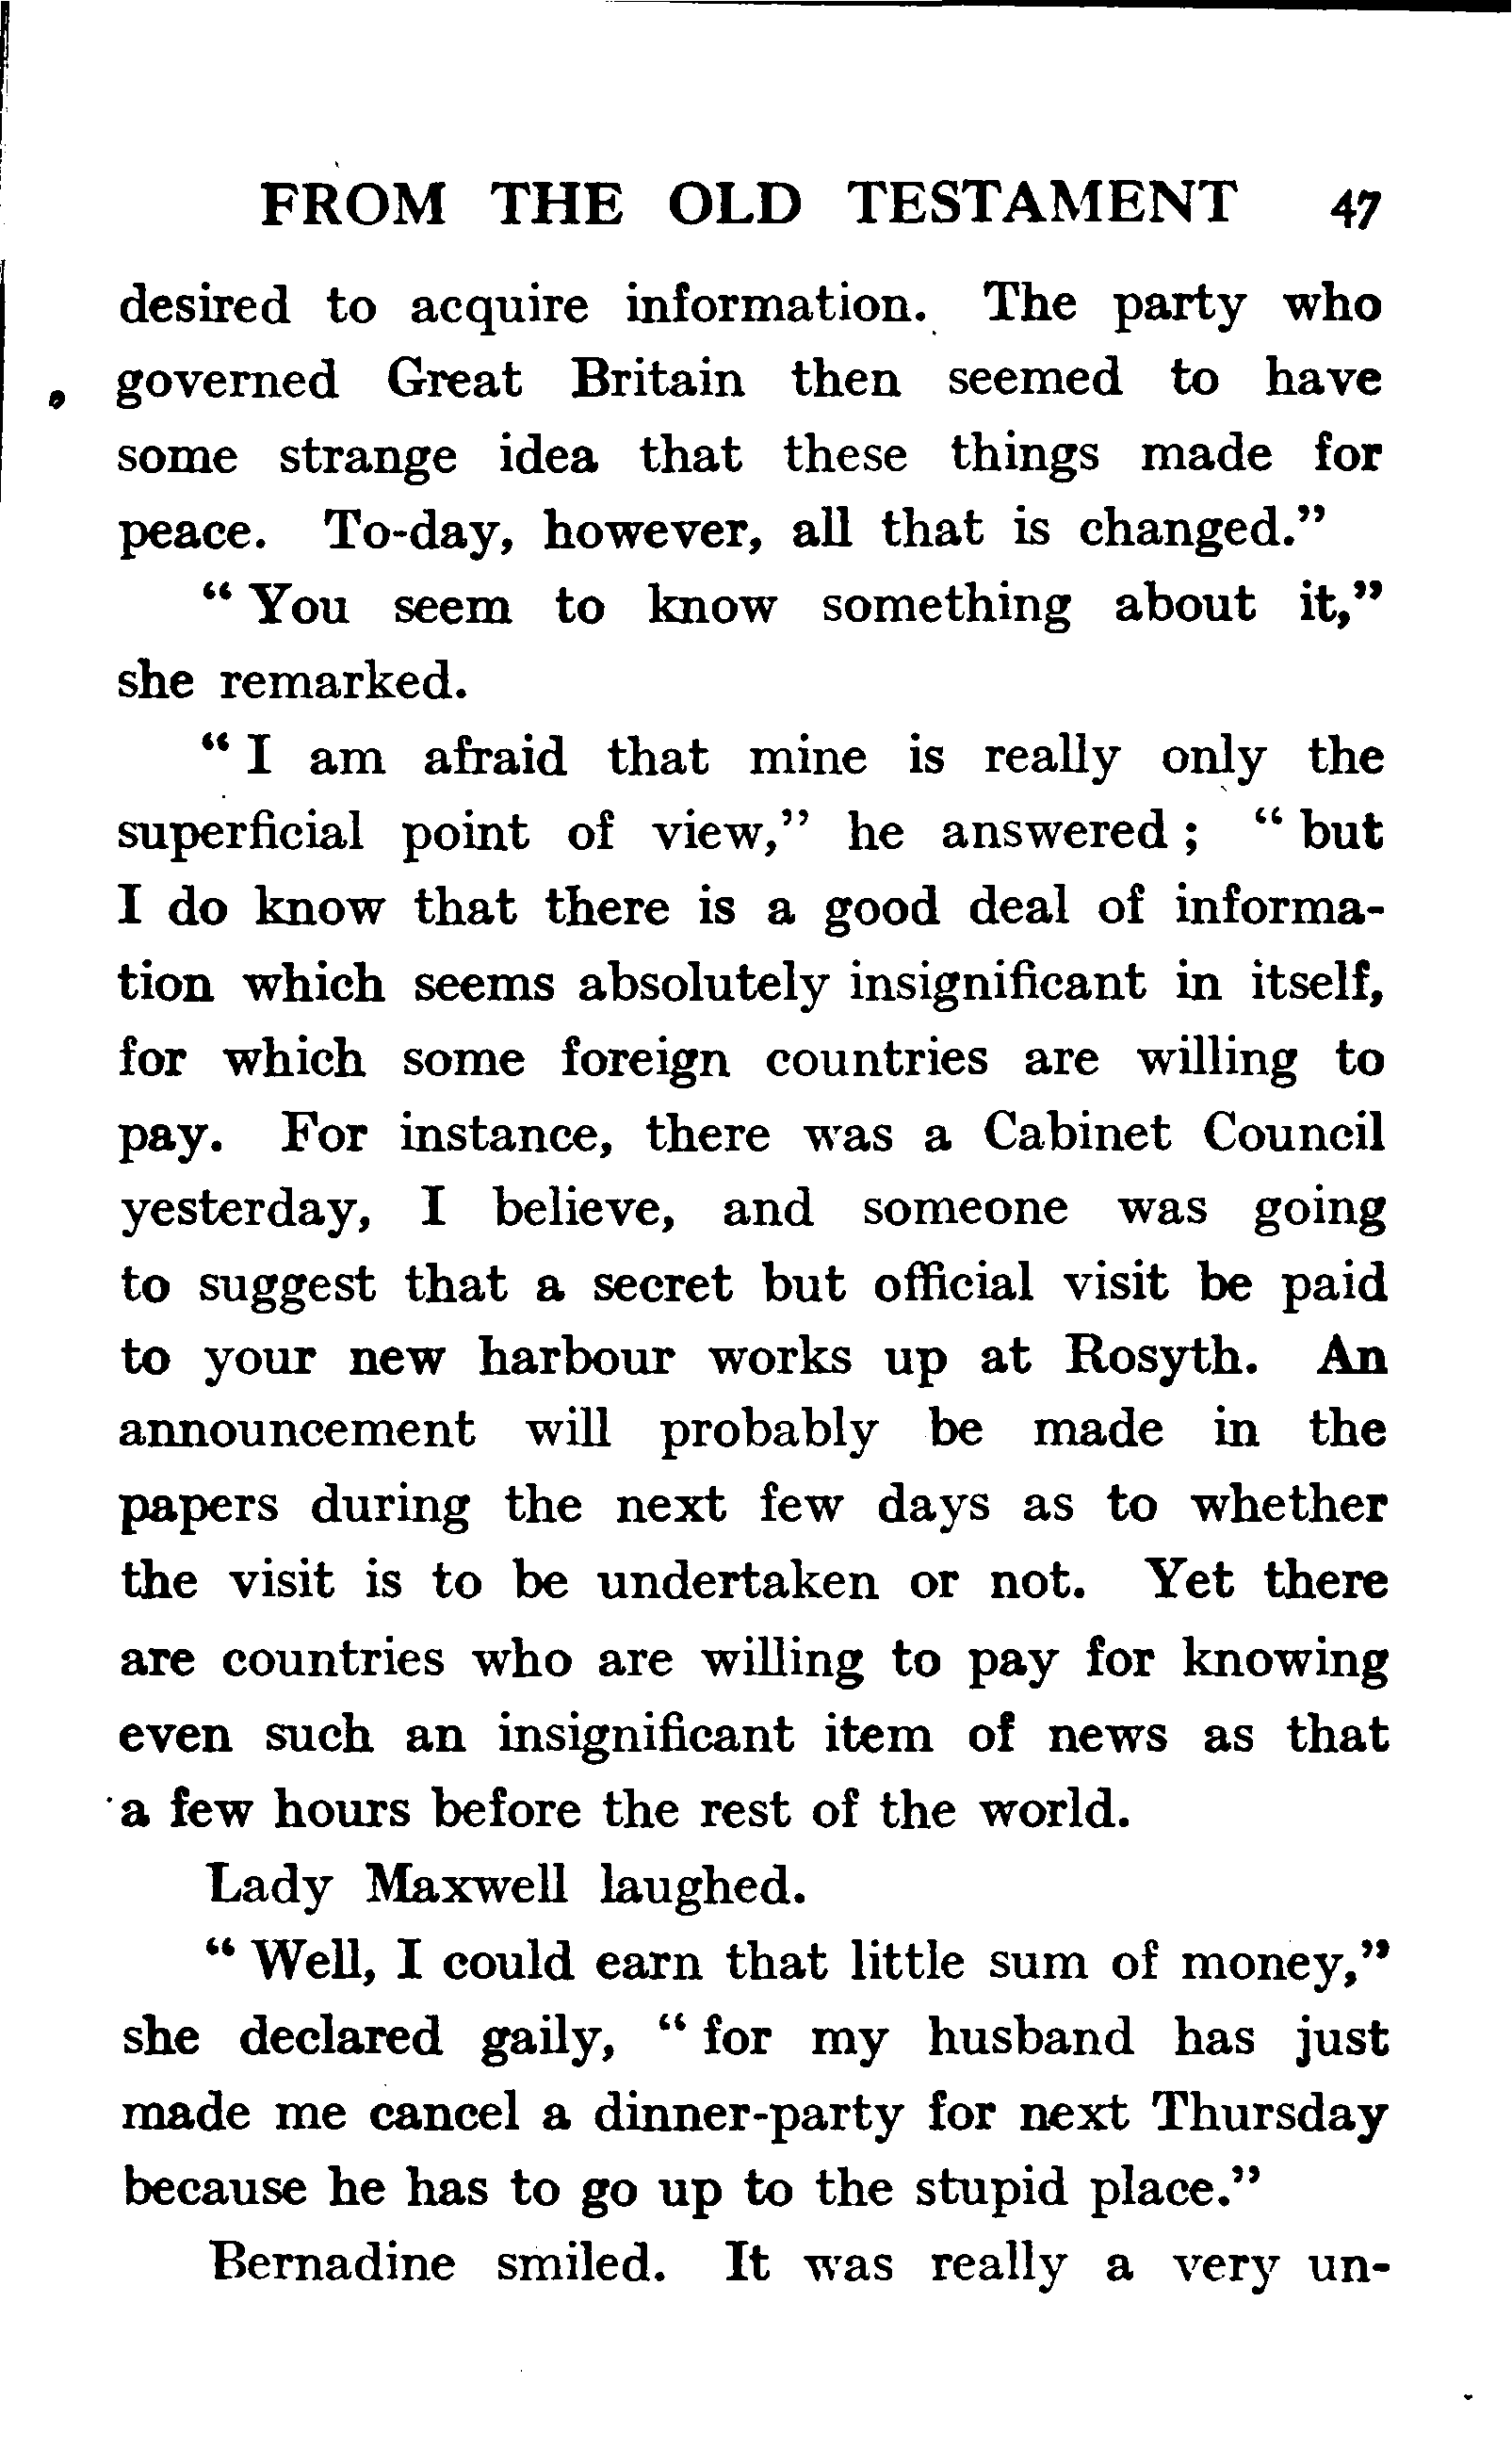 FROM THE OLD TESTAMENT 47
desired to acquire information. The party who
governed Great Britain then seemed to have
some strange idea that these things made for
peace. To-day, however, all that is changed.”
“ You seem to know something about it,”
she remarked.
“ I am afraid that mine is really only the
superficial point of view,” he answered ; “ but
I do know that there is a good deal of informa-
tion which seems absolutely insignificant in itself,
for which some foreign countries are willing to
pay. For instance, there was a Cabinet Council
yesterday, I believe, and someone was going
to suggest that a secret but official visit be paid
to your new harbour works up at Rosyth. An
announcement will probably be made in the
papers during the next few days as to whether
the visit is to be undertaken or not. Yet there
are countries who are willing to pay for knowing
even such an insignificant item of news as that
a few hours before the rest of the world.
Lady Maxwell laughed.
“ Well, I could earn that little sum of money,”
she declared gaily, “ for my husband has just
made me cancel a dinner-party for next Thursday
because he has to go up to the stupid place.”
Bernadine smiled. It was really a very un-